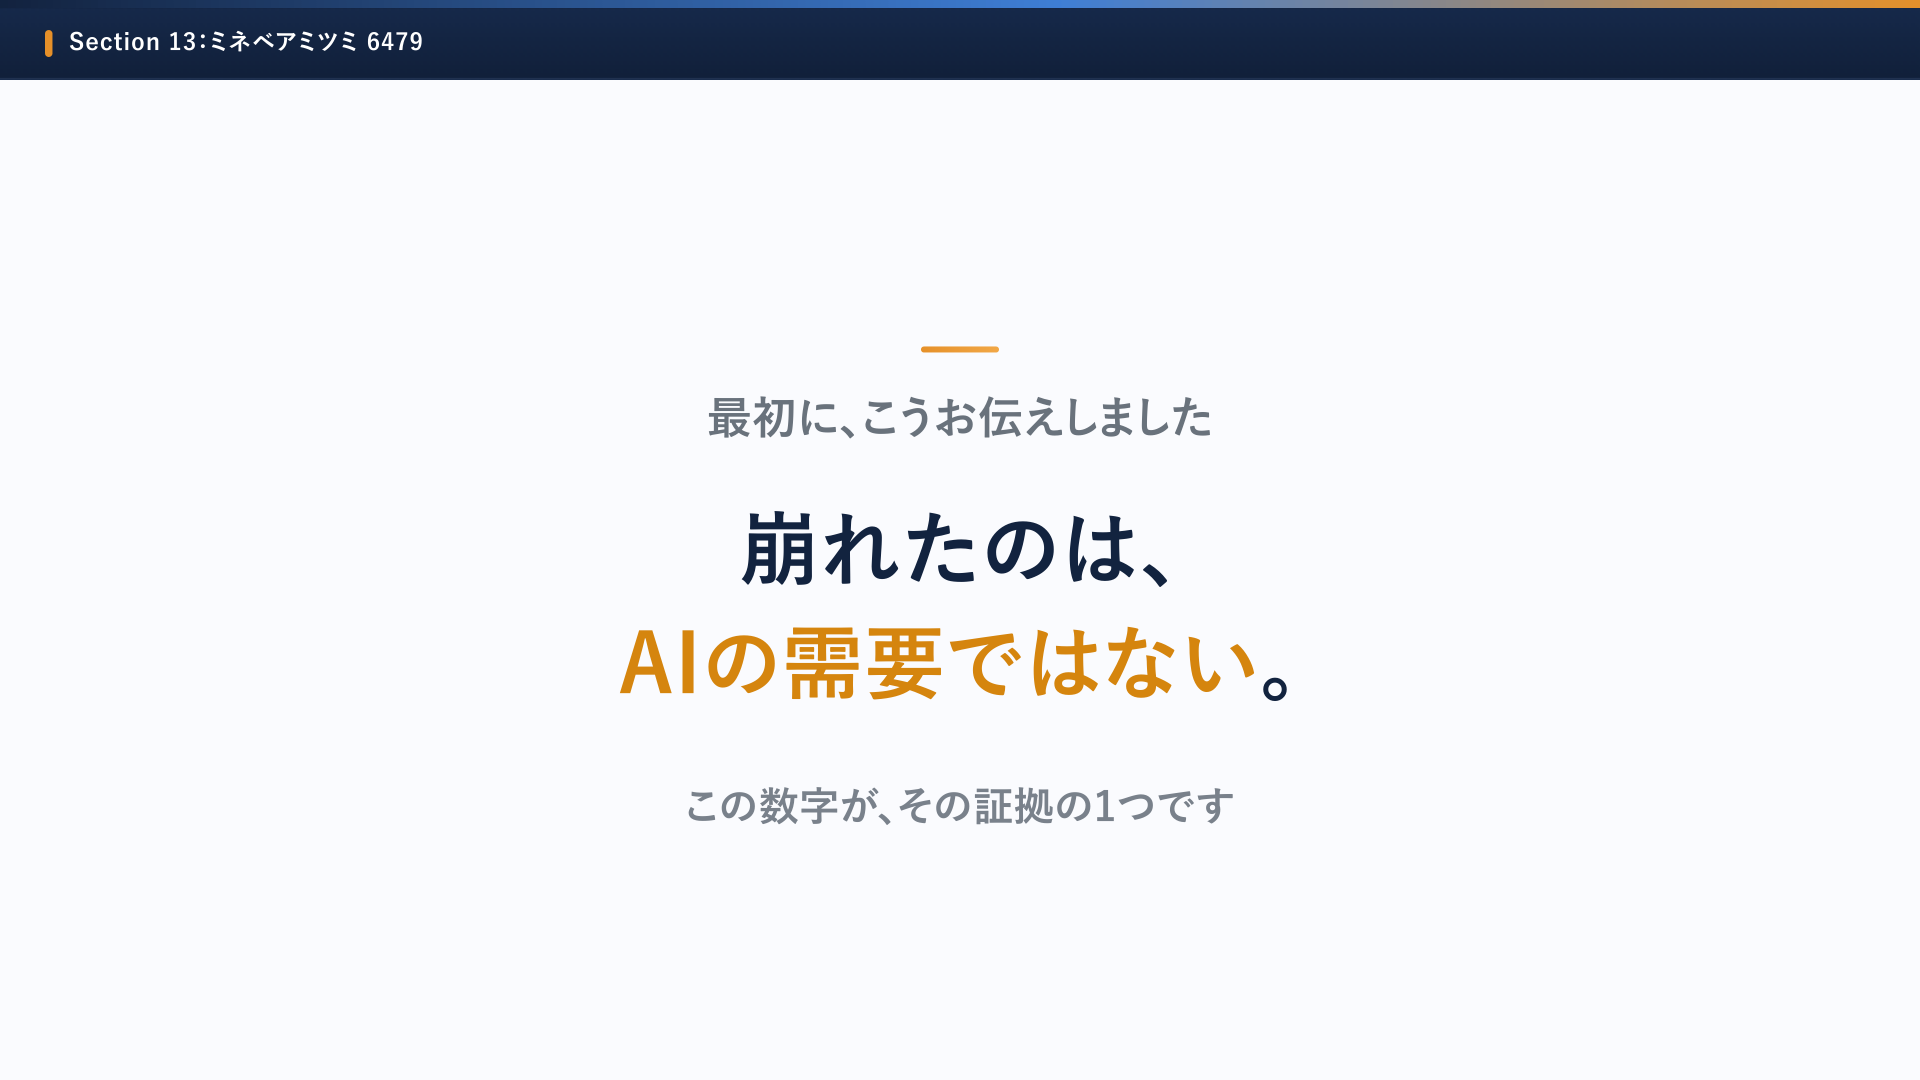 Section 13：ミネベアミツミ 6479
最初に、こうお伝えしました
崩れたのは、
AIの需要ではない。
この数字が、その証拠の1つです